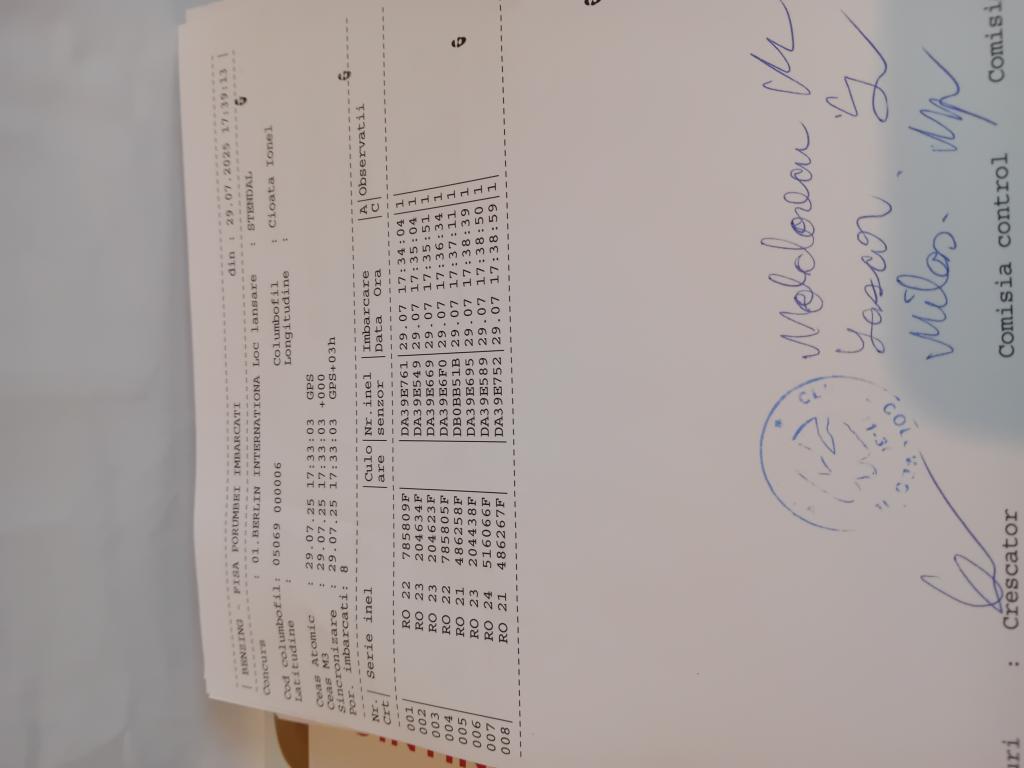 | BENZING - FISA PORUMBEI IMBARCATI din : 29.07.2025 17:39:13 |
Concurs : 01.BERLIN INTERNATIONA Loc lansare : STENDAL
Cod columbofil: 05069 000006 Columbofil : Cioata Ionel
Latitudine : Longitudine :
Ceas Atomic : 29.07.25 17:33:03 GPS
Ceas M3 : 29.07.25 17:33:03 +000
Sincronizare : 29.07.25 17:33:03 GPS+03h
Por. imbarcati: 8
Nr.| Serie inel |Culo|Nr.inel |Imbarcare |A|Observatii
Crt| |are |senzor |Data Ora |C|
001 RO 22 785809F DA39E761 29.07 17:34:04 1
002 RO 23 204634F DA39E549 29.07 17:35:04 1
003 RO 23 204623F DA39E669 29.07 17:35:51 1
004 RO 22 785805F DA39E6F0 29.07 17:36:34 1
005 RO 21 486258F DB0BB51B 29.07 17:37:11 1
006 RO 23 204438F DA39E695 29.07 17:38:39 1
007 RO 24 516066F DA39E589 29.07 17:38:50 1
008 RO 21 486267F DA39E752 29.07 17:38:59 1
Moldovan
Milos.
uri : Crescator Comisia control Comisi